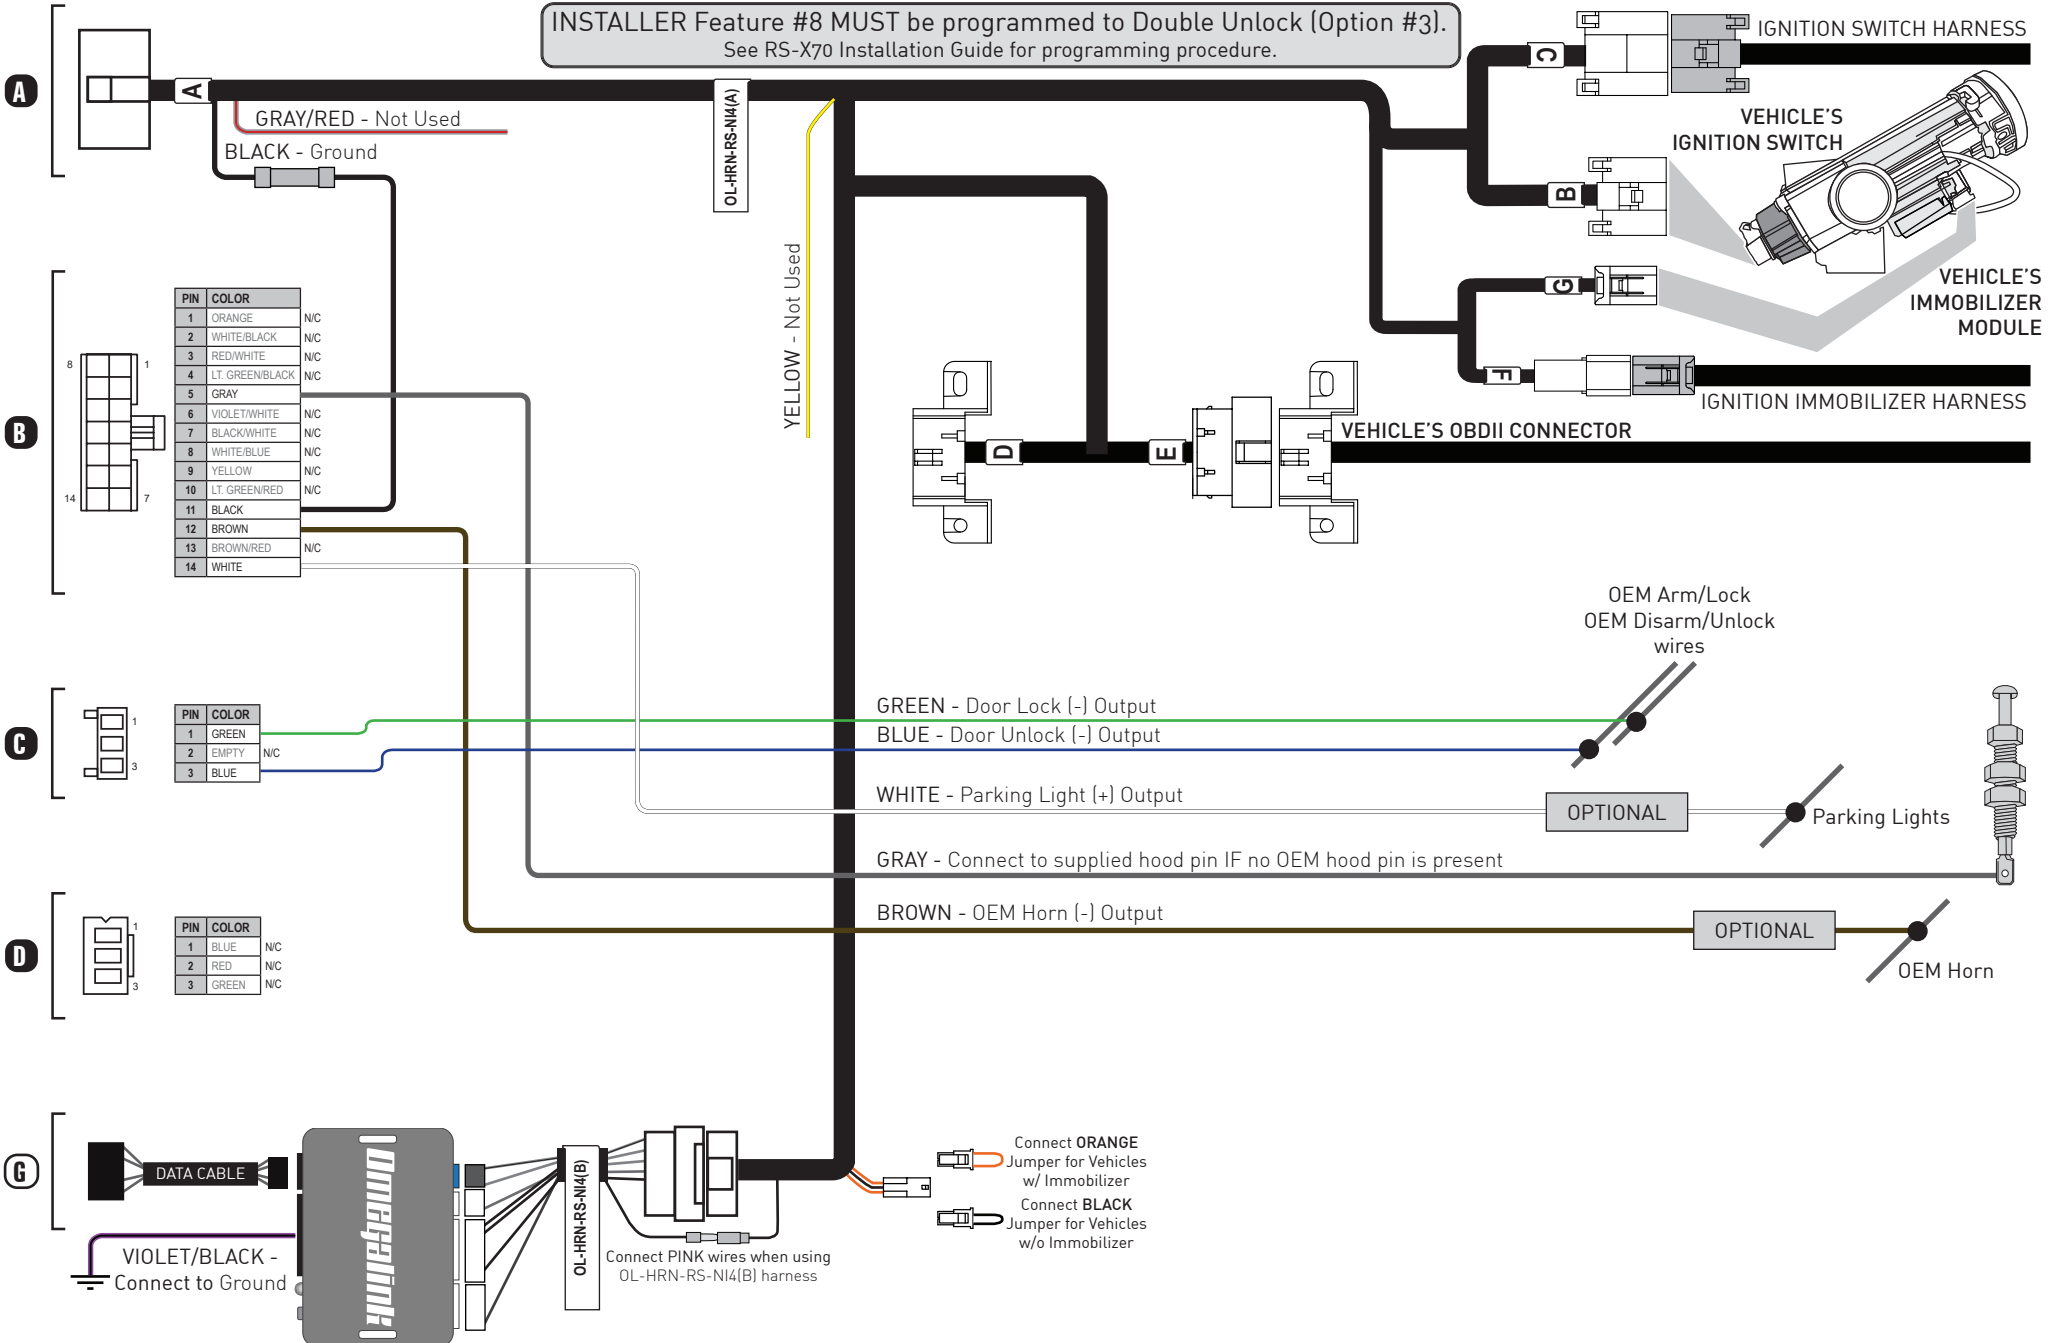 INSTALLER Feature #8 MUST be programmed to Double Unlock (Option #3).
See RS-X70 Installation Guide for programming procedure.
A
A
GRAY/RED - Not Used
BLACK - Ground
OL-HRN-RS-NI4(A)
YELLOW - Not Used
C
IGNITION SWITCH HARNESS
VEHICLE'S
IGNITION SWITCH
B
G
VEHICLE'S
IMMOBILIZER
MODULE
F
IGNITION IMMOBILIZER HARNESS
D
E
VEHICLE'S OBDII CONNECTOR
B
8
1
14
7
PIN COLOR
1 ORANGE N/C
2 WHITE/BLACK N/C
3 RED/WHITE N/C
4 LT. GREEN/BLACK N/C
5 GRAY
6 VIOLET/WHITE N/C
7 BLACK/WHITE N/C
8 WHITE/BLUE N/C
9 YELLOW N/C
10 LT. GREEN/RED N/C
11 BLACK
12 BROWN
13 BROWN/RED N/C
14 WHITE
OEM Arm/Lock
OEM Disarm/Unlock
wires
C
1
3
PIN COLOR
1 GREEN
2 EMPTY N/C
3 BLUE
GREEN - Door Lock (-) Output
BLUE - Door Unlock (-) Output
WHITE - Parking Light (+) Output
OPTIONAL
Parking Lights
GRAY - Connect to supplied hood pin IF no OEM hood pin is present
BROWN - OEM Horn (-) Output
OPTIONAL
OEM Horn
D
1
3
PIN COLOR
1 BLUE N/C
2 RED N/C
3 GREEN N/C
G
DATA CABLE
VIOLET/BLACK -
Connect to Ground
Omegalink
OL-HRN-RS-NI4(B)
Connect PINK wires when using
OL-HRN-RS-NI4(B) harness
Connect ORANGE
Jumper for Vehicles
w/ Immobilizer
Connect BLACK
Jumper for Vehicles
w/o Immobilizer